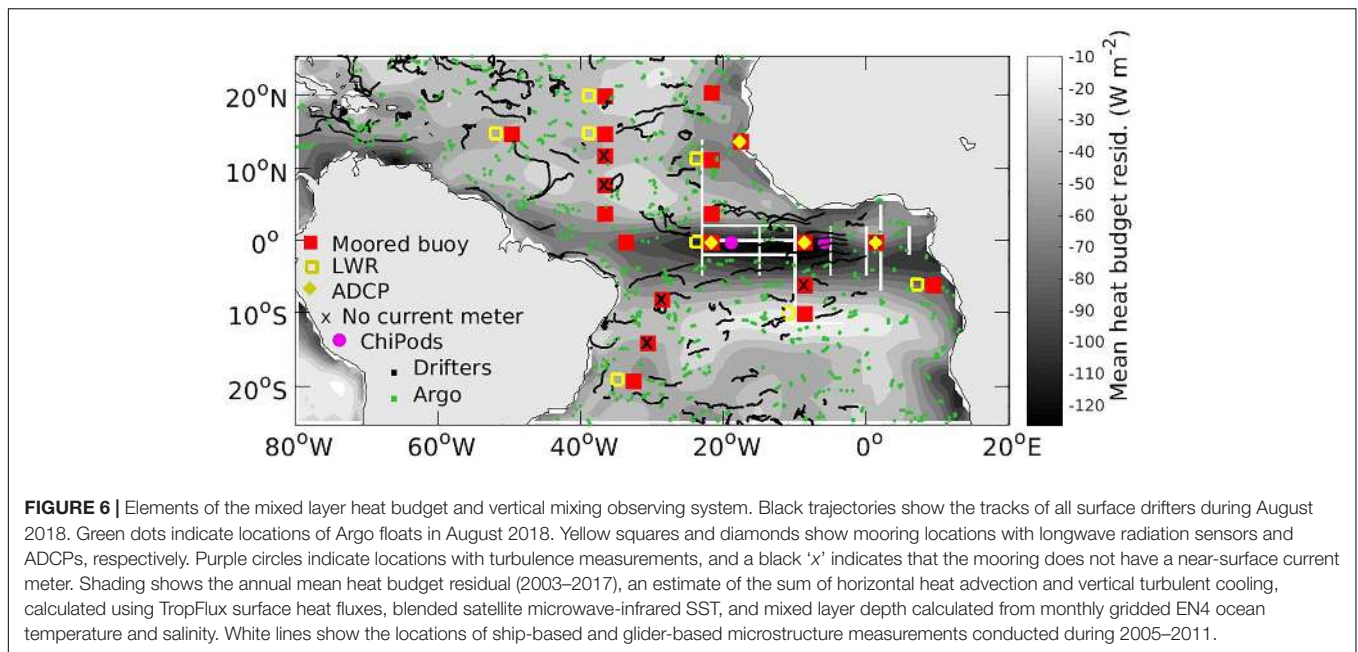 20°N
10°N
0°
10°S
20°S
80°W
60°W
40°W
20°W
0°
20°E
Moored buoy
LWR
ADCP
x No current meter
ChiPods
Drifters
Argo
-10
-20
-30
-40
-50
-60
-70
-80
-90
-100
-110
-120
Mean heat budget resid. (W m⁻²)
FIGURE 6 | Elements of the mixed layer heat budget and vertical mixing observing system. Black trajectories show the tracks of all surface drifters during August
2018. Green dots indicate locations of Argo floats in August 2018. Yellow squares and diamonds show mooring locations with longwave radiation sensors and
ADCPs, respectively. Purple circles indicate locations with turbulence measurements, and a black ‘x’ indicates that the mooring does not have a near-surface current
meter. Shading shows the annual mean heat budget residual (2003–2017), an estimate of the sum of horizontal heat advection and vertical turbulent cooling,
calculated using TropFlux surface heat fluxes, blended satellite microwave-infrared SST, and mixed layer depth calculated from monthly gridded EN4 ocean
temperature and salinity. White lines show the locations of ship-based and glider-based microstructure measurements conducted during 2005–2011.